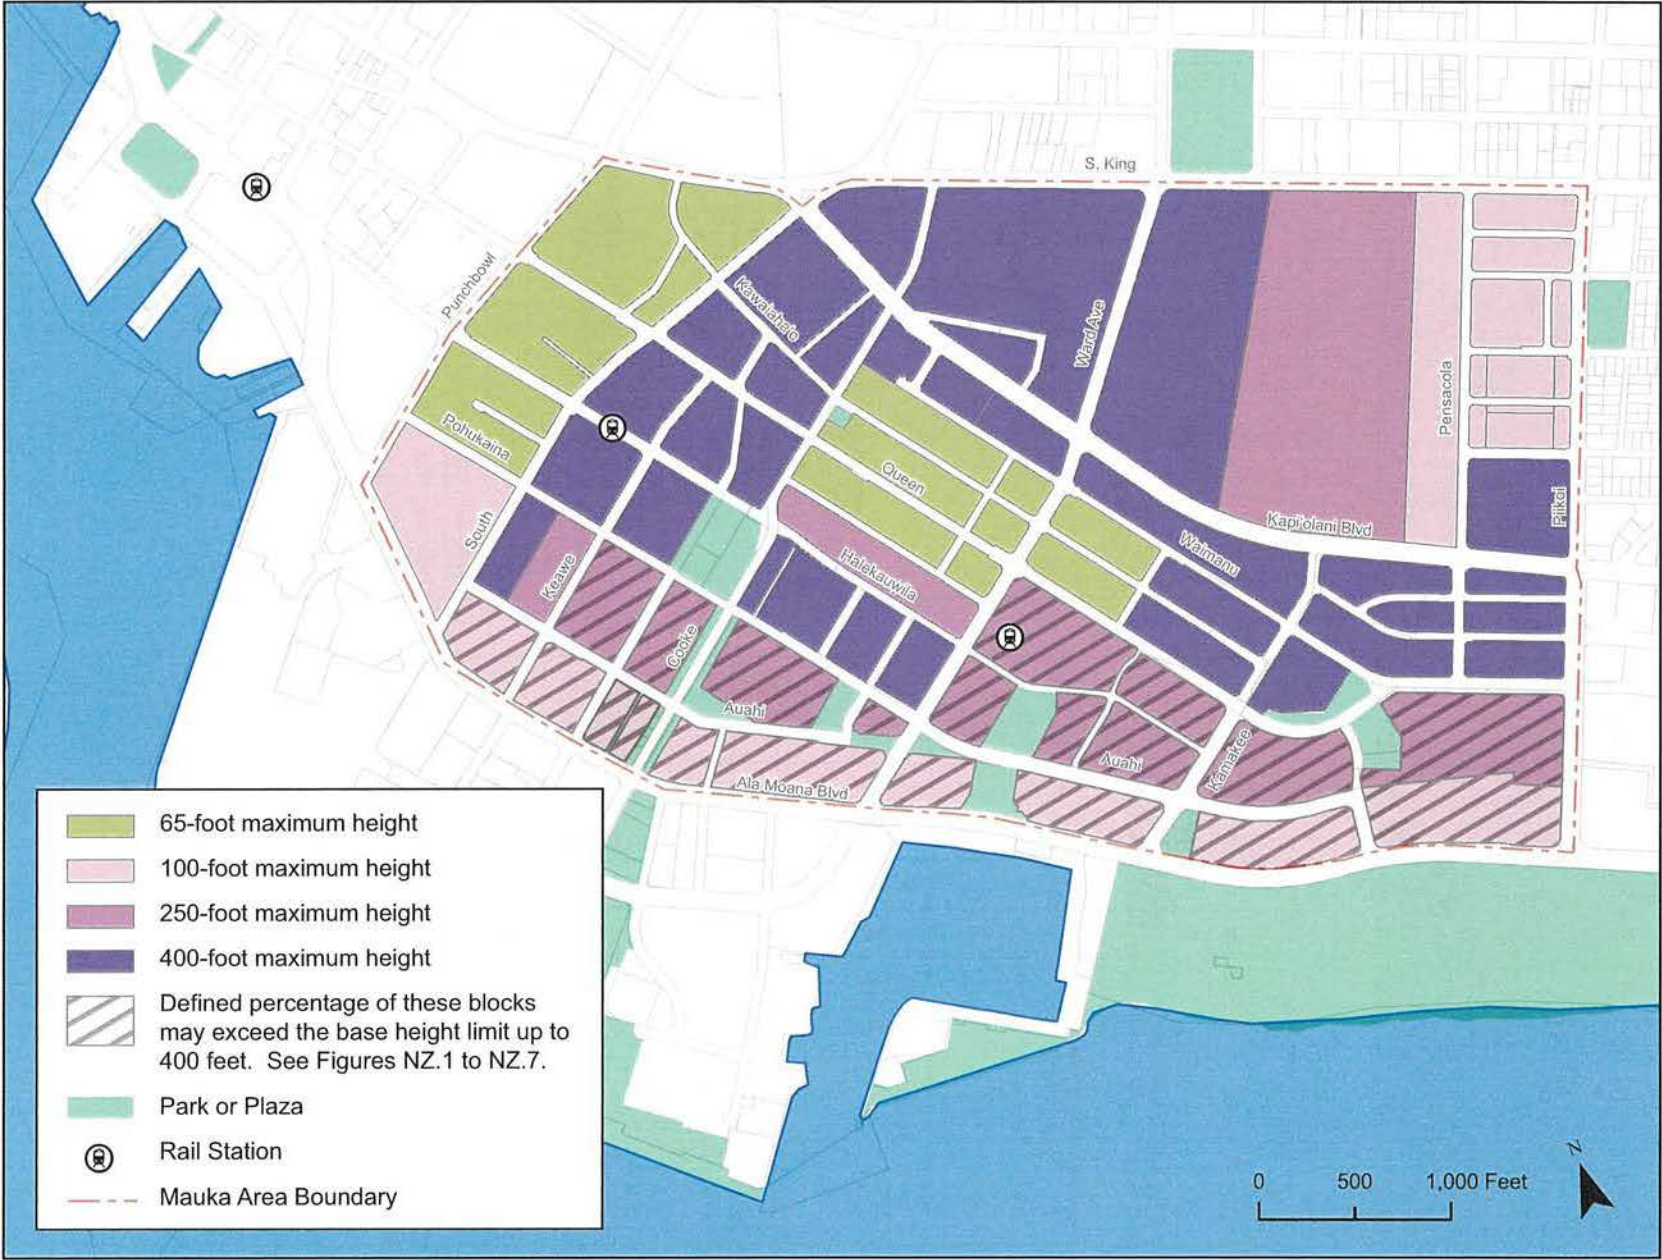 S. King
Punchbowl
Kawaiaha'o
Ward Ave
Pensacola
Pohukaina
Queen
Kapi'olani Blvd
Piikoi
South
Waimanu
Keawe
Halekauwila
Cooke
Auahi
Auahi
Kamakee
Ala Moana Blvd
65-foot maximum height
100-foot maximum height
250-foot maximum height
400-foot maximum height
Defined percentage of these blocks
may exceed the base height limit up to
400 feet. See Figures NZ.1 to NZ.7.
Park or Plaza
Rail Station
Mauka Area Boundary
N
0 500 1,000 Feet